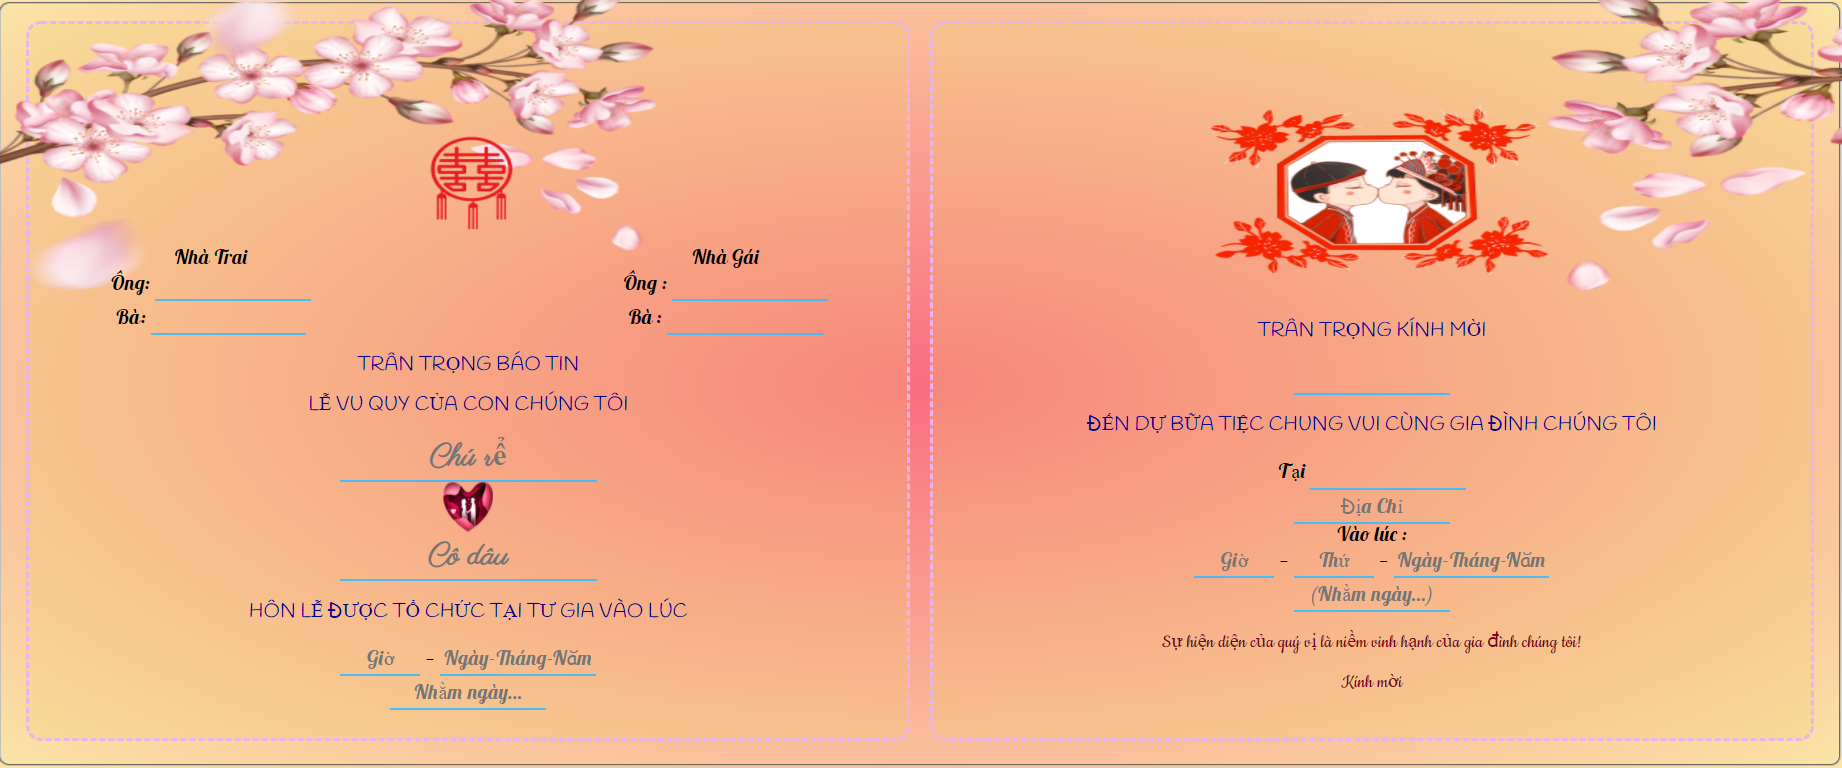 Nhà Trai
Ông:
Bà:
Nhà Gái
Ông :
Bà :
TRÂN TRỌNG BÁO TIN
LỄ VU QUY CỦA CON CHÚNG TÔI
Chú rể
Cô dâu
HÔN LỄ ĐƯỢC TỔ CHỨC TẠI TƯ GIA VÀO LÚC
Giờ - Ngày-Tháng-Năm
Nhằm ngày...
TRÂN TRỌNG KÍNH MỜI
ĐẾN DỰ BỮA TIỆC CHUNG VUI CÙNG GIA ĐÌNH CHÚNG TÔI
Tại
Địa Chỉ
Vào lúc :
Giờ - Thứ - Ngày-Tháng-Năm
(Nhằm ngày...)
Sự hiện diện của quý vị là niềm vinh hạnh của gia đình chúng tôi!
Kính mời